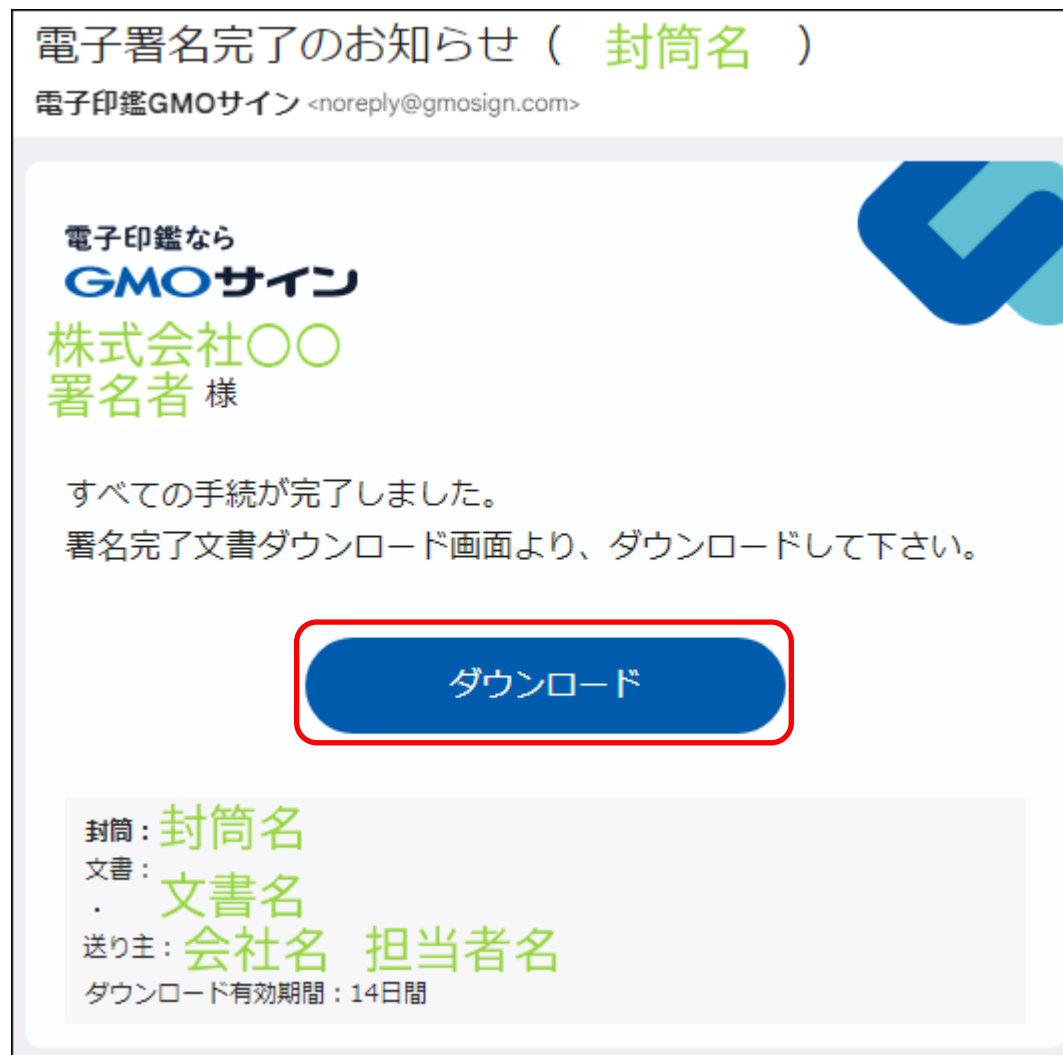 電子署名完了のお知らせ（ 封筒名 ）
電子印鑑GMOサイン <noreply@gmosign.com>
電子印鑑なら
GMOサイン
株式会社〇〇
署名者 様
すべての手続が完了しました。
署名完了文書ダウンロード画面より、ダウンロードして下さい。
ダウンロード
封筒：封筒名
文書：
． 文書名
送り主：会社名 担当者名
ダウンロード有効期間：14日間